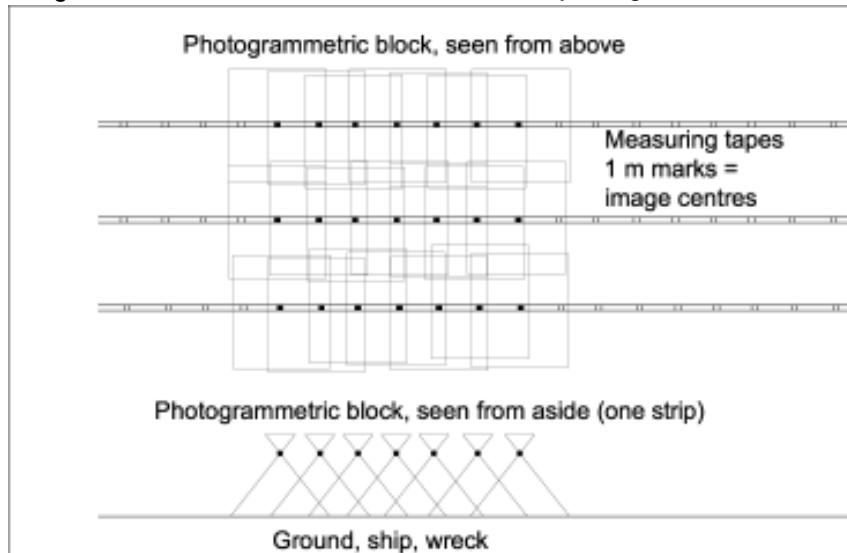 Photogrammetric block, seen from above
Measuring tapes
1 m marks =
image centres
Photogrammetric block, seen from aside (one strip)
Ground, ship, wreck